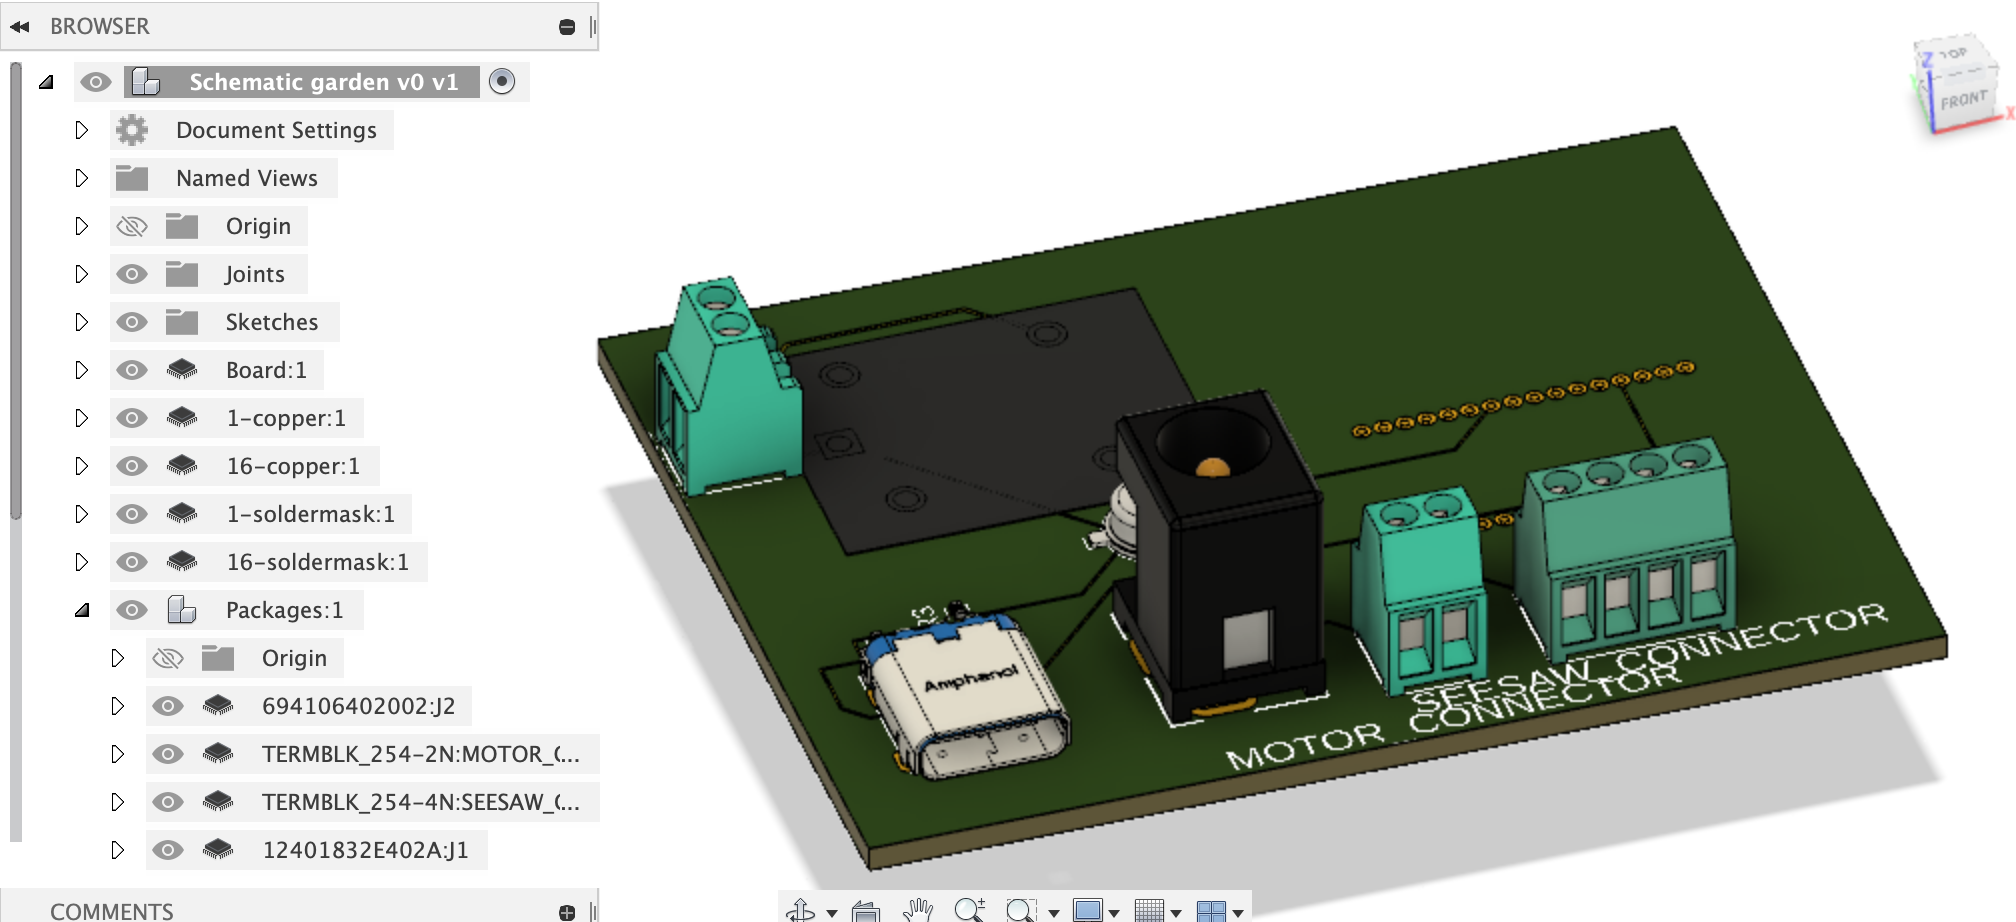 BROWSER
Schematic garden v0 v1
Document Settings
Named Views
Origin
Joints
Sketches
Board:1
1-copper:1
16-copper:1
1-soldermask:1
16-soldermask:1
Packages:1
Origin
694106402002:J2
TERMBLK_254-2N:MOTOR_C...
TERMBLK_254-4N:SEESAW_C...
12401832E402A:J1
COMMENTS
TOP
FRONT
Z
Y
X
Amphenol
SEESAW CONNECTOR
MOTOR CONNECTOR